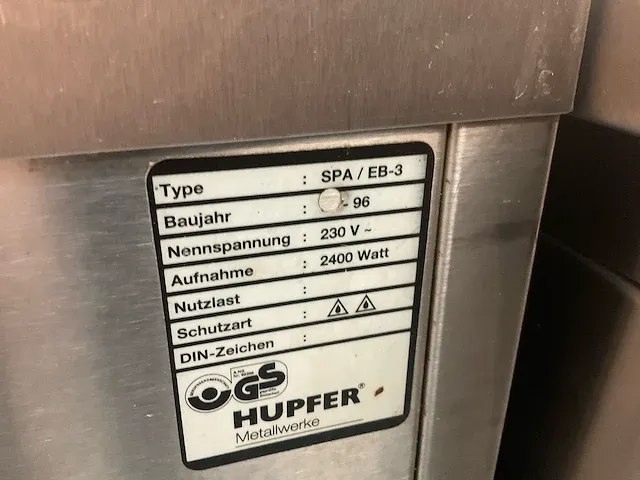 Type : SPA / EB-3
Baujahr : - 96
Nennspannung : 230 V ~
Aufnahme : 2400 Watt
Nutzlast :
Schutzart :
DIN-Zeichen :
GS
HUPFER®
Metallwerke